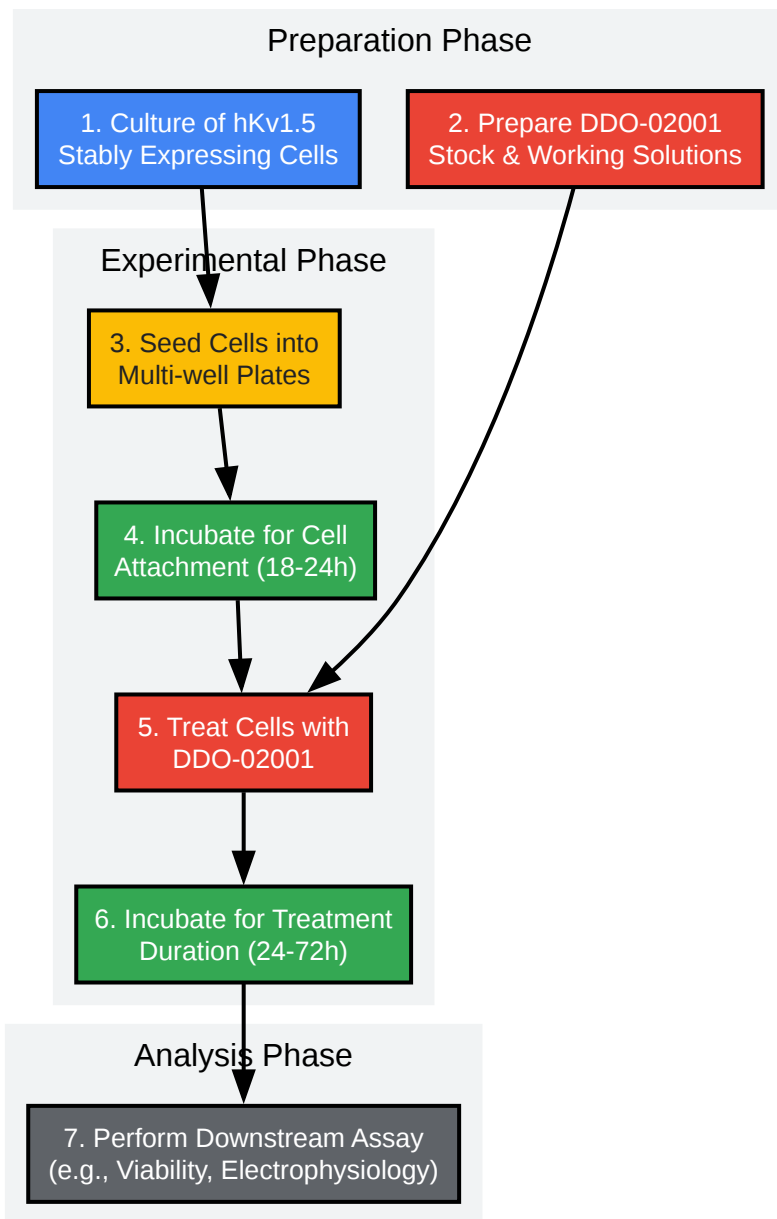 Preparation Phase
1. Culture of hKv1.5
Stably Expressing Cells
2. Prepare DDO-02001
Stock & Working Solutions
Experimental Phase
3. Seed Cells into
Multi-well Plates
4. Incubate for Cell
Attachment (18-24h)
5. Treat Cells with
DDO-02001
6. Incubate for Treatment
Duration (24-72h)
Analysis Phase
7. Perform Downstream Assay
(e.g., Viability, Electrophysiology)